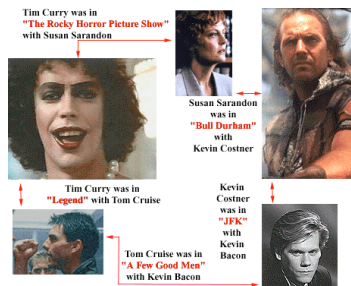 Tim Curry was in
"The Rocky Horror Picture Show"
with Susan Sarandon
Susan Sarandon
was in
"Bull Durham"
with
Kevin Costner
Tim Curry was in
"Legend" with Tom Cruise
Kevin
Costner
was in
"JFK"
with
Kevin
Bacon
Tom Cruise was in
"A Few Good Men"
with Kevin Bacon